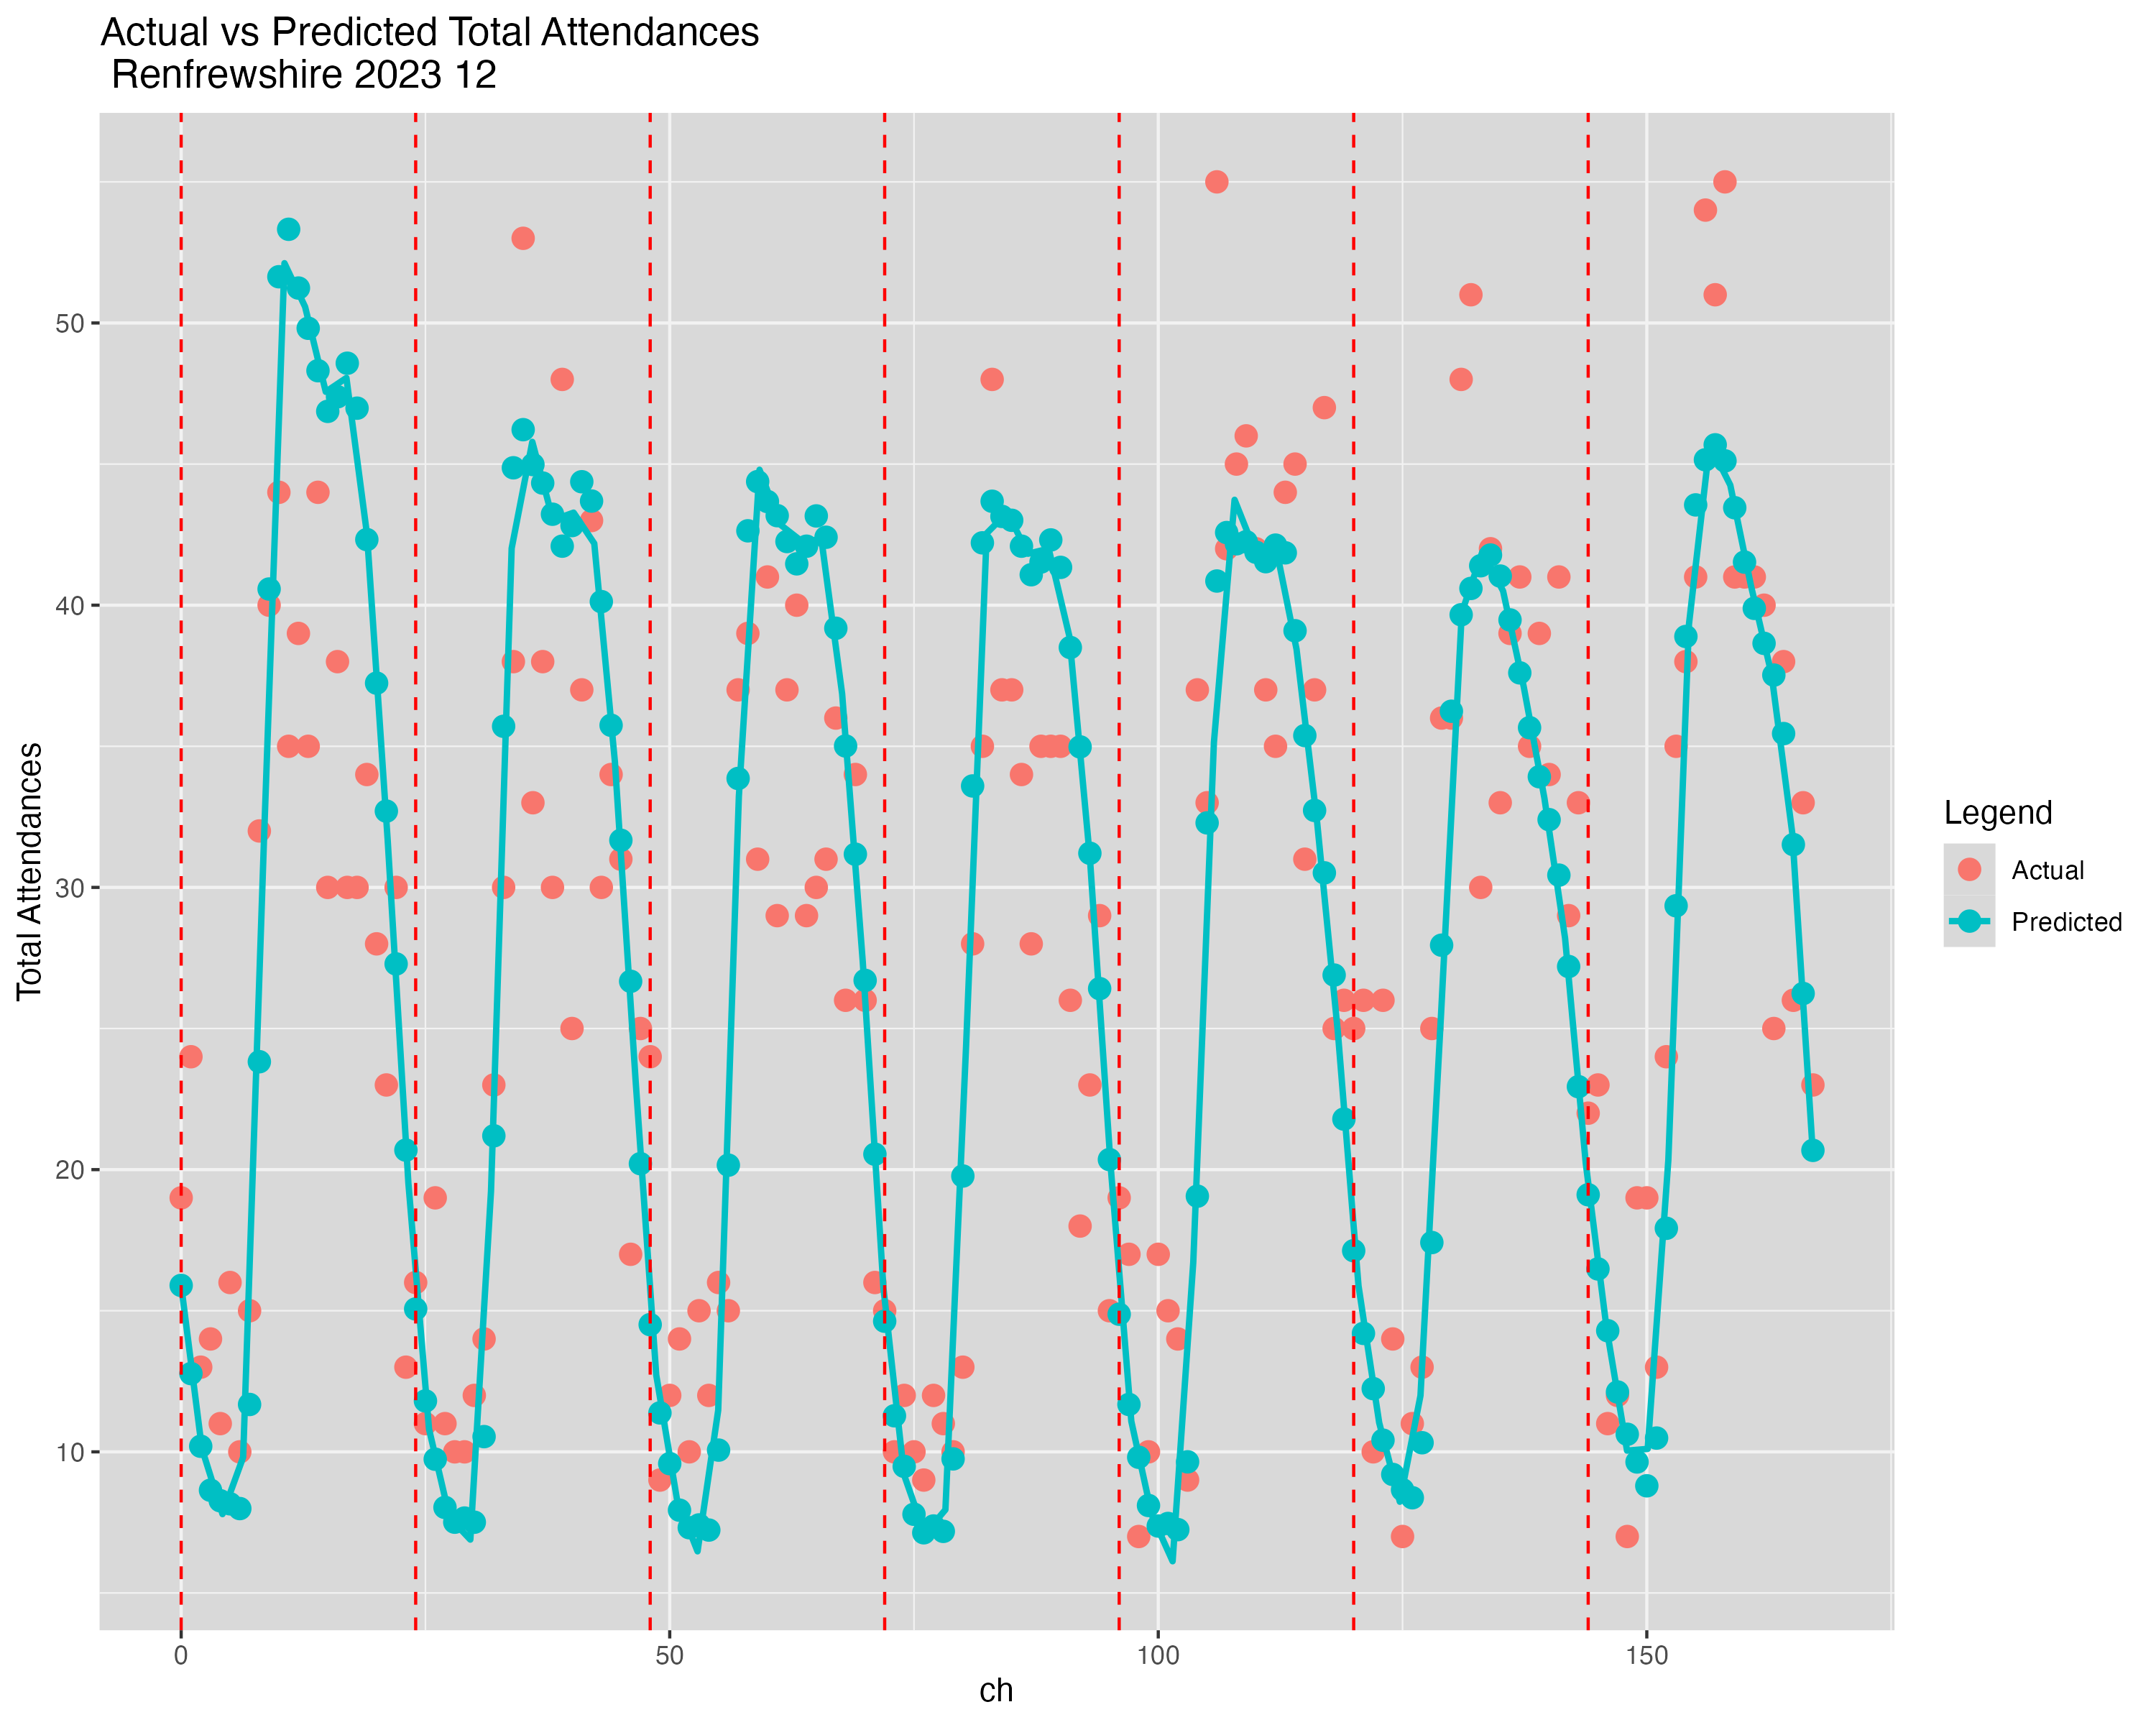 Actual vs Predicted Total Attendances
Renfrewshire 2023 12
Total Attendances
50
40
30
20
10
0
50
100
150
ch
Legend
Actual
Predicted